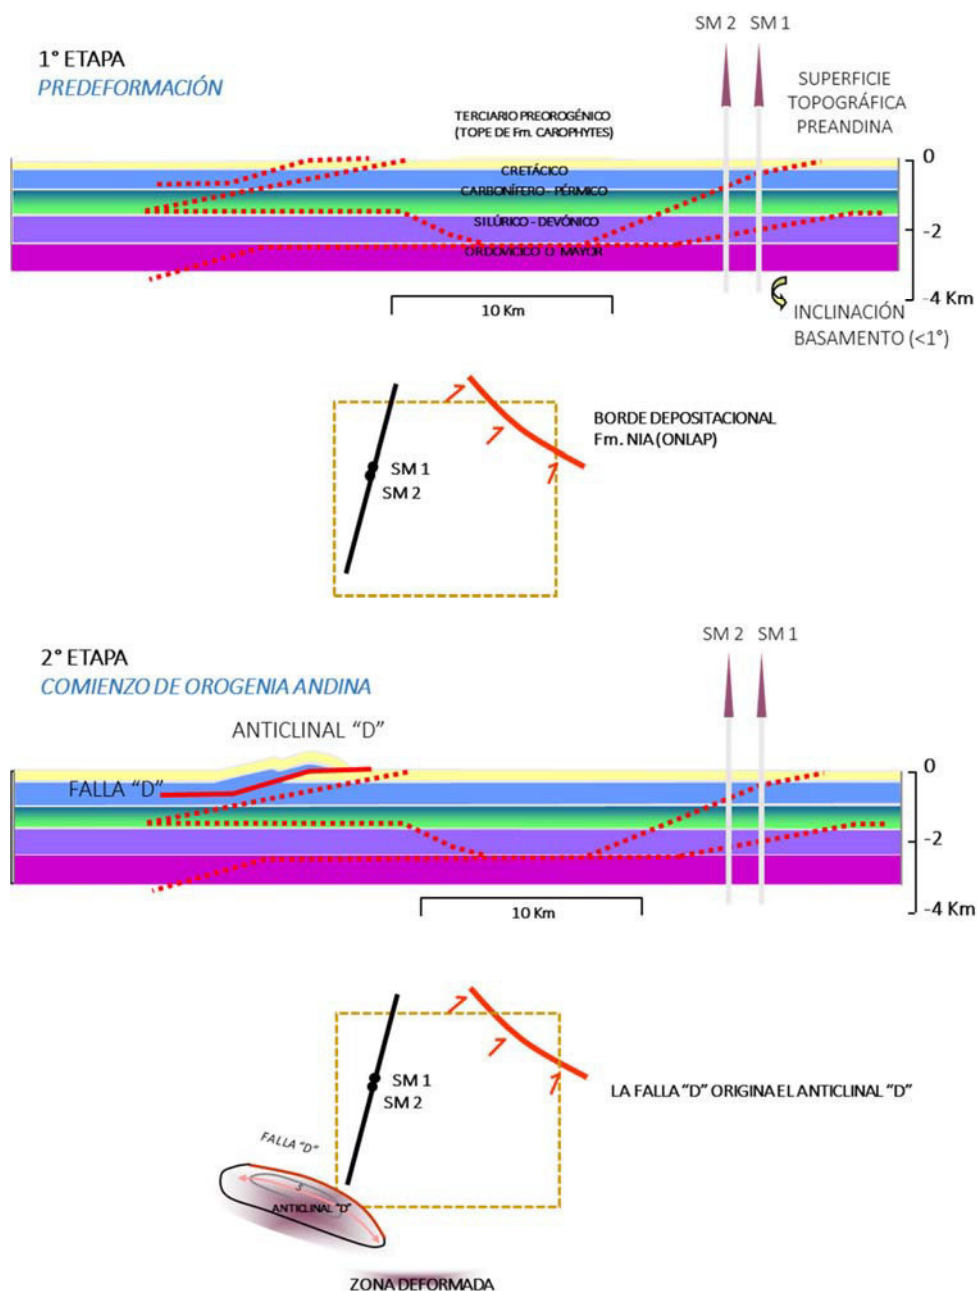 SM 2 SM 1
1° ETAPA
PREDEFORMACIÓN
SUPERFICIE
TOPOGRÁFICA
PREANDINA
TERCIARIO PREOROGÉNICO
(TOPE DE Fm. CAROPHYTES)
0
CRETÁCICO
CARBONÍFERO - PÉRMICO
SILÚRICO - DEVÓNICO
-2
ORDOVICICO O MAYOR
-4 Km
10 Km
INCLINACIÓN
BASAMENTO (<1°)
BORDE DEPOSITACIONAL
Fm. NIA (ONLAP)
SM 1
SM 2
SM 2 SM 1
2° ETAPA
COMIENZO DE OROGENIA ANDINA
ANTICLINAL "D"
0
FALLA "D"
-2
-4 Km
10 Km
SM 1
SM 2
LA FALLA "D" ORIGINA EL ANTICLINAL "D"
FALLA "D"
ANTICLINAL "D"
ZONA DEFORMADA